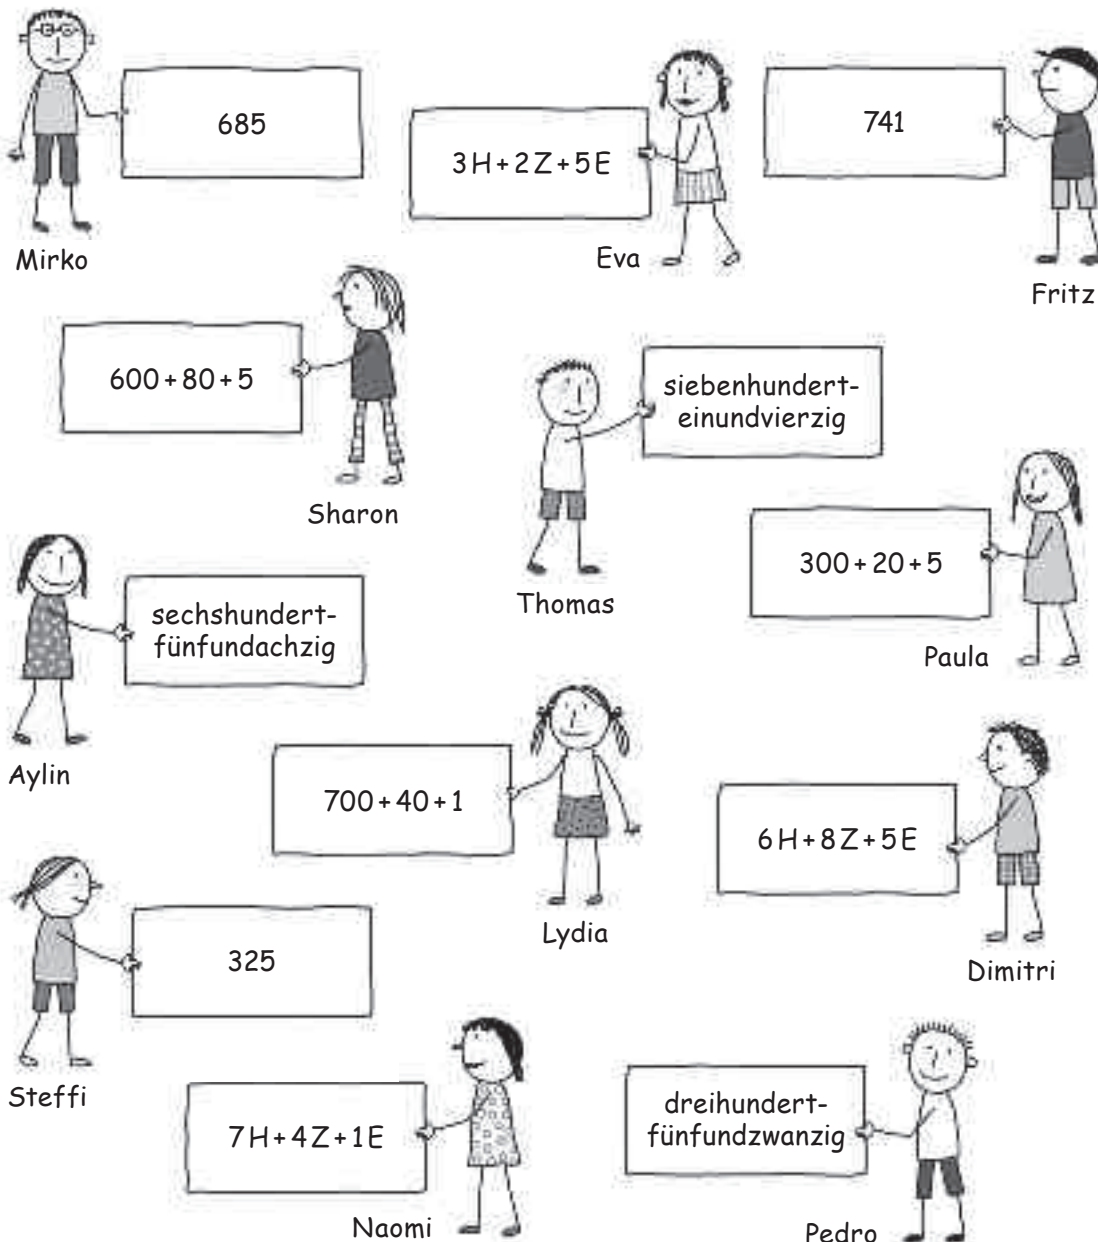 685
Mirko
3H+2Z+5E
Eva
741
Fritz
600+80+5
Sharon
siebenhundert-
einundvierzig
Thomas
300+20+5
Paula
sechshundert-
fünfundachzig
Aylin
700+40+1
Lydia
6H+8Z+5E
Dimitri
325
Steffi
7H+4Z+1E
Naomi
dreihundert-
fünfundzwanzig
Pedro